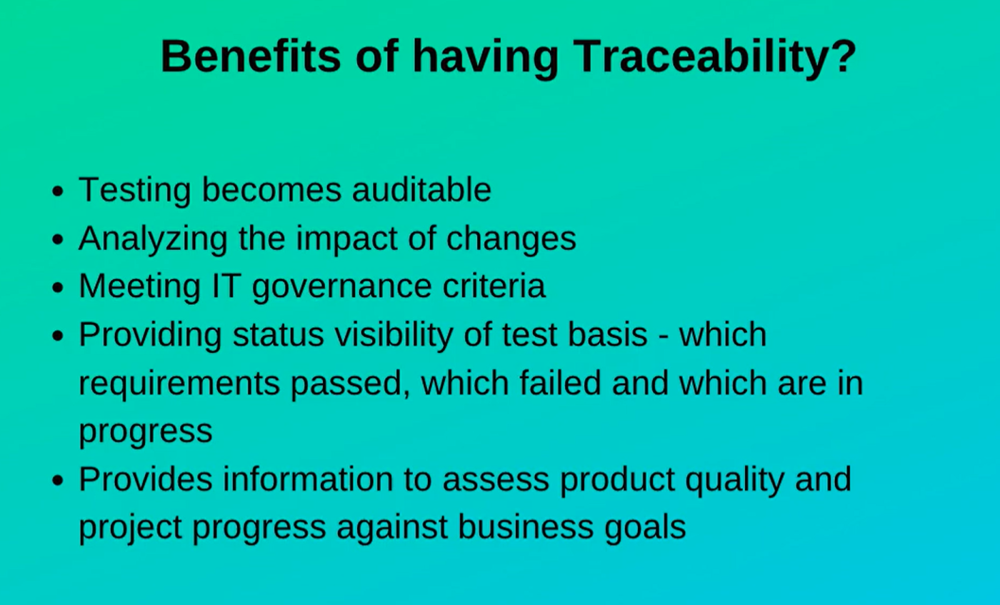 Benefits of having Traceability?
• Testing becomes auditable
• Analyzing the impact of changes
• Meeting IT governance criteria
• Providing status visibility of test basis - which
requirements passed, which failed and which are in
progress
• Provides information to assess product quality and
project progress against business goals